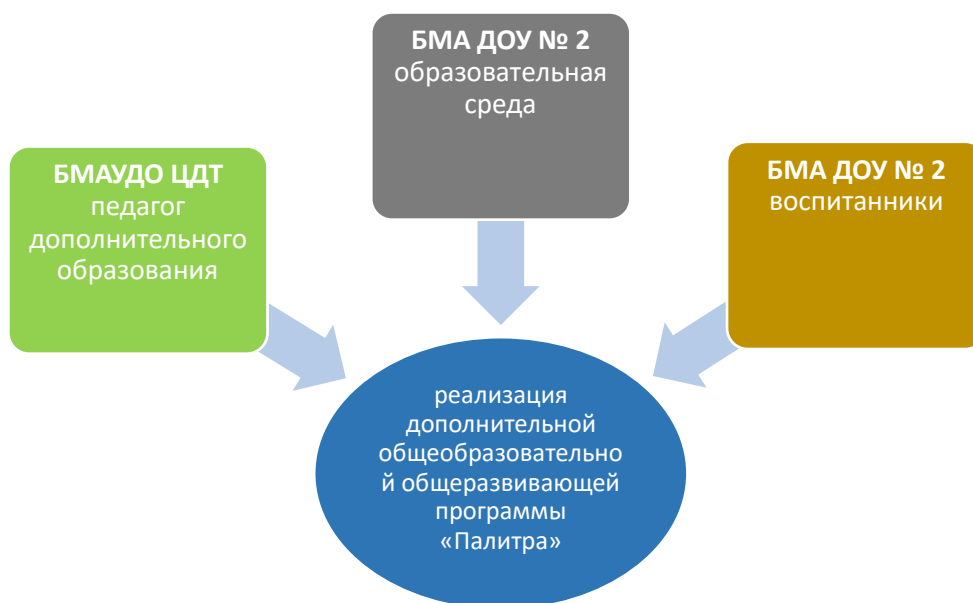 БМА ДОУ № 2
образовательная
среда
БМАУДО ЦДТ
педагог
дополнительного
образования
БМА ДОУ № 2
воспитанники
реализация
дополнительной
общеобразовательно
й общеразвивающей
программы
«Палитра»